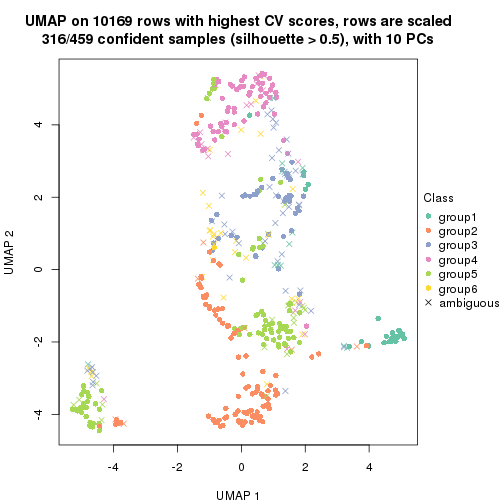 UMAP on 10169 rows with highest CV scores, rows are scaled
316/459 confident samples (silhouette > 0.5), with 10 PCs
4
2
0
-2
-4
UMAP 2
-4
-2
0
2
4
UMAP 1
Class
group1
group2
group3
group4
group5
group6
ambiguous